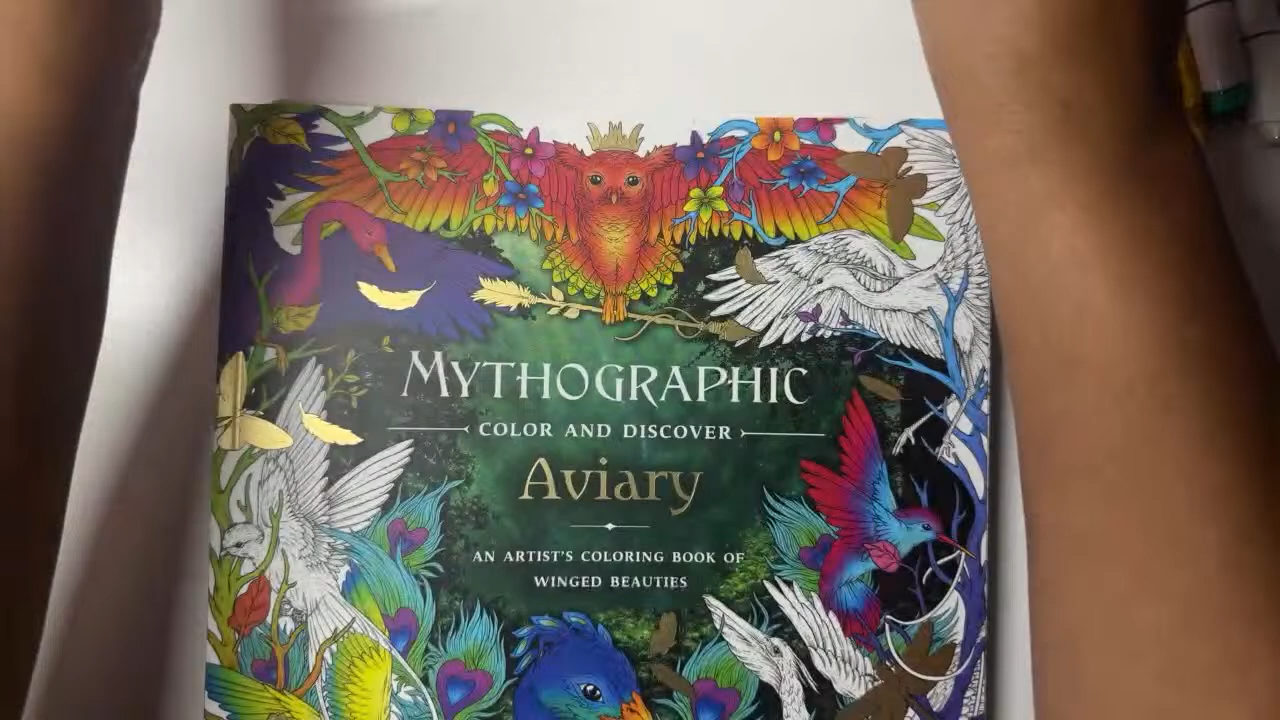 MYTHOGRAPHIC
COLOR AND DISCOVER
Aviary
AN ARTIST'S COLORING BOOK OF
WINGED BEAUTIES